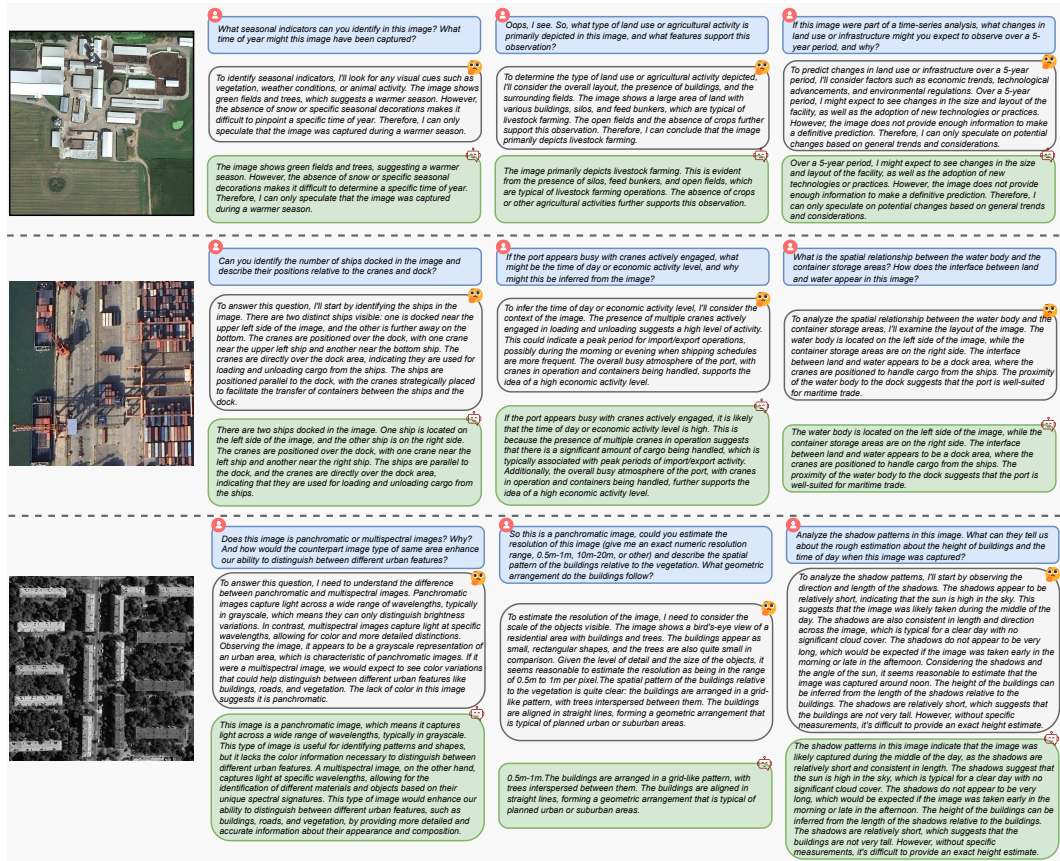 What seasonal indicators can you identify in this image? What
time of year might this image have been captured?
To identify seasonal indicators, I'll look for any visual cues such as
vegetation, weather conditions, or animal activity. The image shows
green fields and trees, which suggests a warmer season. However,
the absence of snow or specific seasonal decorations makes it
difficult to pinpoint a specific time of year. Therefore, I can only
speculate that the image was captured during a warmer season.
The image shows green fields and trees, suggesting a warmer
season. However, the absence of snow or specific seasonal
decorations makes it difficult to determine a specific time of year.
Therefore, I can only speculate that the image was captured
during a warmer season.
Oops, I see. So, what type of land use or agricultural activity is
primarily depicted in this image, and what features support this
observation?
To determine the type of land use or agricultural activity depicted,
I'll consider the overall layout, the presence of buildings, and the
surrounding fields. The image shows a large area of land with
various buildings, silos, and feed bunkers, which are typical of
livestock farming. The open fields and the absence of crops
further support this observation. Therefore, I can conclude that the image
primarily depicts livestock farming.
The image primarily depicts livestock farming. This is evident
from the presence of silos, feed bunkers, and open fields, which
are typical of livestock farming operations. The absence of crops
or other agricultural activities further supports this observation.
If this image were part of a time-series analysis, what changes in
land use or infrastructure might you expect to observe over a 5-
year period, and why?
To predict changes in land use or infrastructure over a 5-year
period, I'll consider factors such as economic trends, technological
advancements, and environmental regulations. Over a 5-year
period, I might expect to see changes in the size and layout of the
facility, as well as the adoption of new technologies or practices.
However, the image does not provide enough information to make
a definitive prediction. Therefore, I can only speculate on potential
changes based on general trends and considerations.
Over a 5-year period, I might expect to see changes in the size
and layout of the facility, as well as the adoption of new
technologies or practices. However, the image does not provide
enough information to make a definitive prediction. Therefore, I
can only speculate on potential changes based on general trends
and considerations.
Can you identify the number of ships docked in the image and
describe their positions relative to the cranes and dock?
To answer this question, I'll start by identifying the ships in the
image. There are two distinct ships visible: one is docked near the
upper left side of the image, and the other is further away on the
bottom. The cranes are positioned over the dock, with one crane
near the upper left ship and another near the bottom ship. The
cranes are directly over the dock area, indicating they are used for
loading and unloading cargo from the ships. The ships are
positioned parallel to the dock, with the cranes strategically placed
to facilitate the transfer of containers between the ships and the
dock.
There are two ships docked in the image. One ship is located on
the left side of the image, and the other ship is on the right side.
The cranes are positioned over the dock, with one crane near the
left ship and another near the right ship. The ships are parallel to
the dock, and the cranes are directly over the dock area,
indicating that they are used for loading and unloading cargo from
the ships.
If the port appears busy with cranes actively engaged, what
might be the time of day or economic activity level, and why
might this be inferred from the image?
To infer the time of day or economic activity level, I'll consider the
context of the image. The presence of multiple cranes actively
engaged in loading and unloading suggests a high level of activity.
This could indicate a peak period for import/export operations,
possibly during the morning or evening when shipping schedules
are more frequent. The overall busy atmosphere of the port, with
cranes in operation and containers being handled, supports the
idea of a high economic activity level.
If the port appears busy with cranes actively engaged, it is likely
that the time of day or economic activity level is high. This is
because the presence of multiple cranes in operation suggests
that there is a significant amount of cargo being handled, which is
typically associated with peak periods of import/export activity.
Additionally, the overall busy atmosphere of the port, with cranes
in operation and containers being handled, further supports the
idea of a high economic activity level.
What is the spatial relationship between the water body and the
container storage areas? How does the interface between land
and water appear in this image?
To analyze the spatial relationship between the water body and the
container storage areas, I'll examine the layout of the image. The
water body is located on the left side of the image, while the
container storage areas are on the right side. The interface
between land and water appears to be a dock area, where the
cranes are positioned to handle cargo from the ships. The proximity
of the water body to the dock suggests that the port is well-suited
for maritime trade.
The water body is located on the left side of the image, while the
container storage areas are on the right side. The interface
between land and water appears to be a dock area, where the
cranes are positioned to handle cargo from the ships. The
proximity of the water body to the dock suggests that the port is
well-suited for maritime trade.
Does this image is panchromatic or multispectral images? Why?
And how would the counterpart image type of same area enhance
our ability to distinguish between different urban features?
To answer this question, I need to understand the difference
between panchromatic and multispectral images. Panchromatic
images capture light across a wide range of wavelengths, typically
in grayscale, which means they can only distinguish brightness
variations. In contrast, multispectral images capture light at specific
wavelengths, allowing for color and more detailed distinctions.
Observing the image, it appears to be a grayscale representation of
an urban area, which is characteristic of panchromatic images. If it
were a multispectral image, we would expect to see color variations
that could help distinguish between different urban features like
buildings, roads, and vegetation. The lack of color in this image
suggests it is panchromatic.
This image is a panchromatic image, which means it captures
light across a wide range of wavelengths, typically in grayscale.
This type of image is useful for identifying patterns and shapes,
but it lacks the color information necessary to distinguish between
different urban features. A multispectral image, on the other hand,
captures light at specific wavelengths, allowing for the
identification of different materials and objects based on their
unique spectral signatures. This type of image would enhance our
ability to distinguish between different urban features, such as
buildings, roads, and vegetation, by providing more detailed and
accurate information about their appearance and composition.
So this is a panchromatic image, could you estimate the
resolution of this image (give me an exact numeric resolution
range, 0.5m-1m, 10m-20m, or other) and describe the spatial
pattern of the buildings relative to the vegetation. What geometric
arrangement do the buildings follow?
To estimate the resolution of the image, I need to consider the
scale of the objects visible. The image shows a bird's-eye view of a
residential area with buildings and trees. The buildings appear as
small, rectangular shapes, and the trees are also quite small in
comparison. Given the level of detail and the size of the objects, it
seems reasonable to estimate the resolution as being in the range
of 0.5m to 1m per pixel.The spatial pattern of the buildings relative
to the vegetation is quite clear: the buildings are arranged in a grid-
like pattern, with trees interspersed between them. The buildings
are aligned in straight lines, forming a geometric arrangement that
is typical of planned urban or suburban areas.
0.5m-1m.The buildings are arranged in a grid-like pattern, with
trees interspersed between them. The buildings are aligned in
straight lines, forming a geometric arrangement that is typical of
planned urban or suburban areas.
Analyze the shadow patterns in this image. What can they tell us
about the rough estimation about the height of buildings and the
time of day when this image was captured?
To analyze the shadow patterns, I'll start by observing the
direction and length of the shadows. The shadows appear to be
relatively short, indicating that the sun is high in the sky. This
suggests that the image was likely taken during the middle of the
day. The shadows are also consistent in length and direction
across the image, which is typical for a clear day with no
significant cloud cover. The shadows do not appear to be very
long, which would be expected if the image was taken early in the
morning or late in the afternoon. Considering the shadows and
the angle of the sun, it seems reasonable to estimate that the
image was captured around noon. The height of the buildings can
be inferred from the length of the shadows relative to the
buildings. The shadows are relatively short, which suggests that
the buildings are not very tall. However, without specific
measurements, it's difficult to provide an exact height estimate.
The shadow patterns in this image indicate that the image was
likely captured during the middle of the day, as the shadows are
relatively short and consistent in length. The shadows suggest that
the sun is high in the sky, which is typical for a clear day with no
significant cloud cover. The shadows do not appear to be very
long, which would be expected if the image was taken early in the
morning or late in the afternoon. The height of the buildings can be
inferred from the length of the shadows relative to the buildings.
The shadows are relatively short, which suggests that the
buildings are not very tall. However, without specific
measurements, it's difficult to provide an exact height estimate.